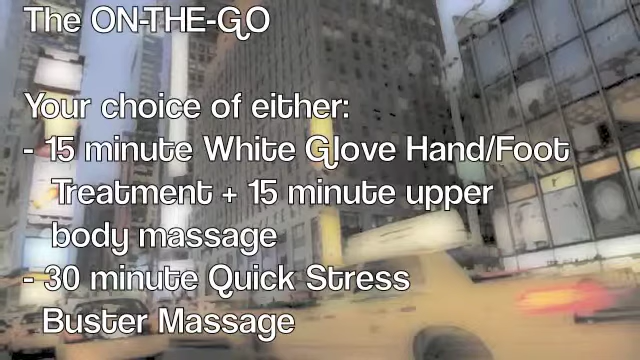 The ON-THE-GO
Your choice of either:
- 15 minute White Glove Hand/Foot
Treatment + 15 minute upper
body massage
- 30 minute Quick Stress
Buster Massage